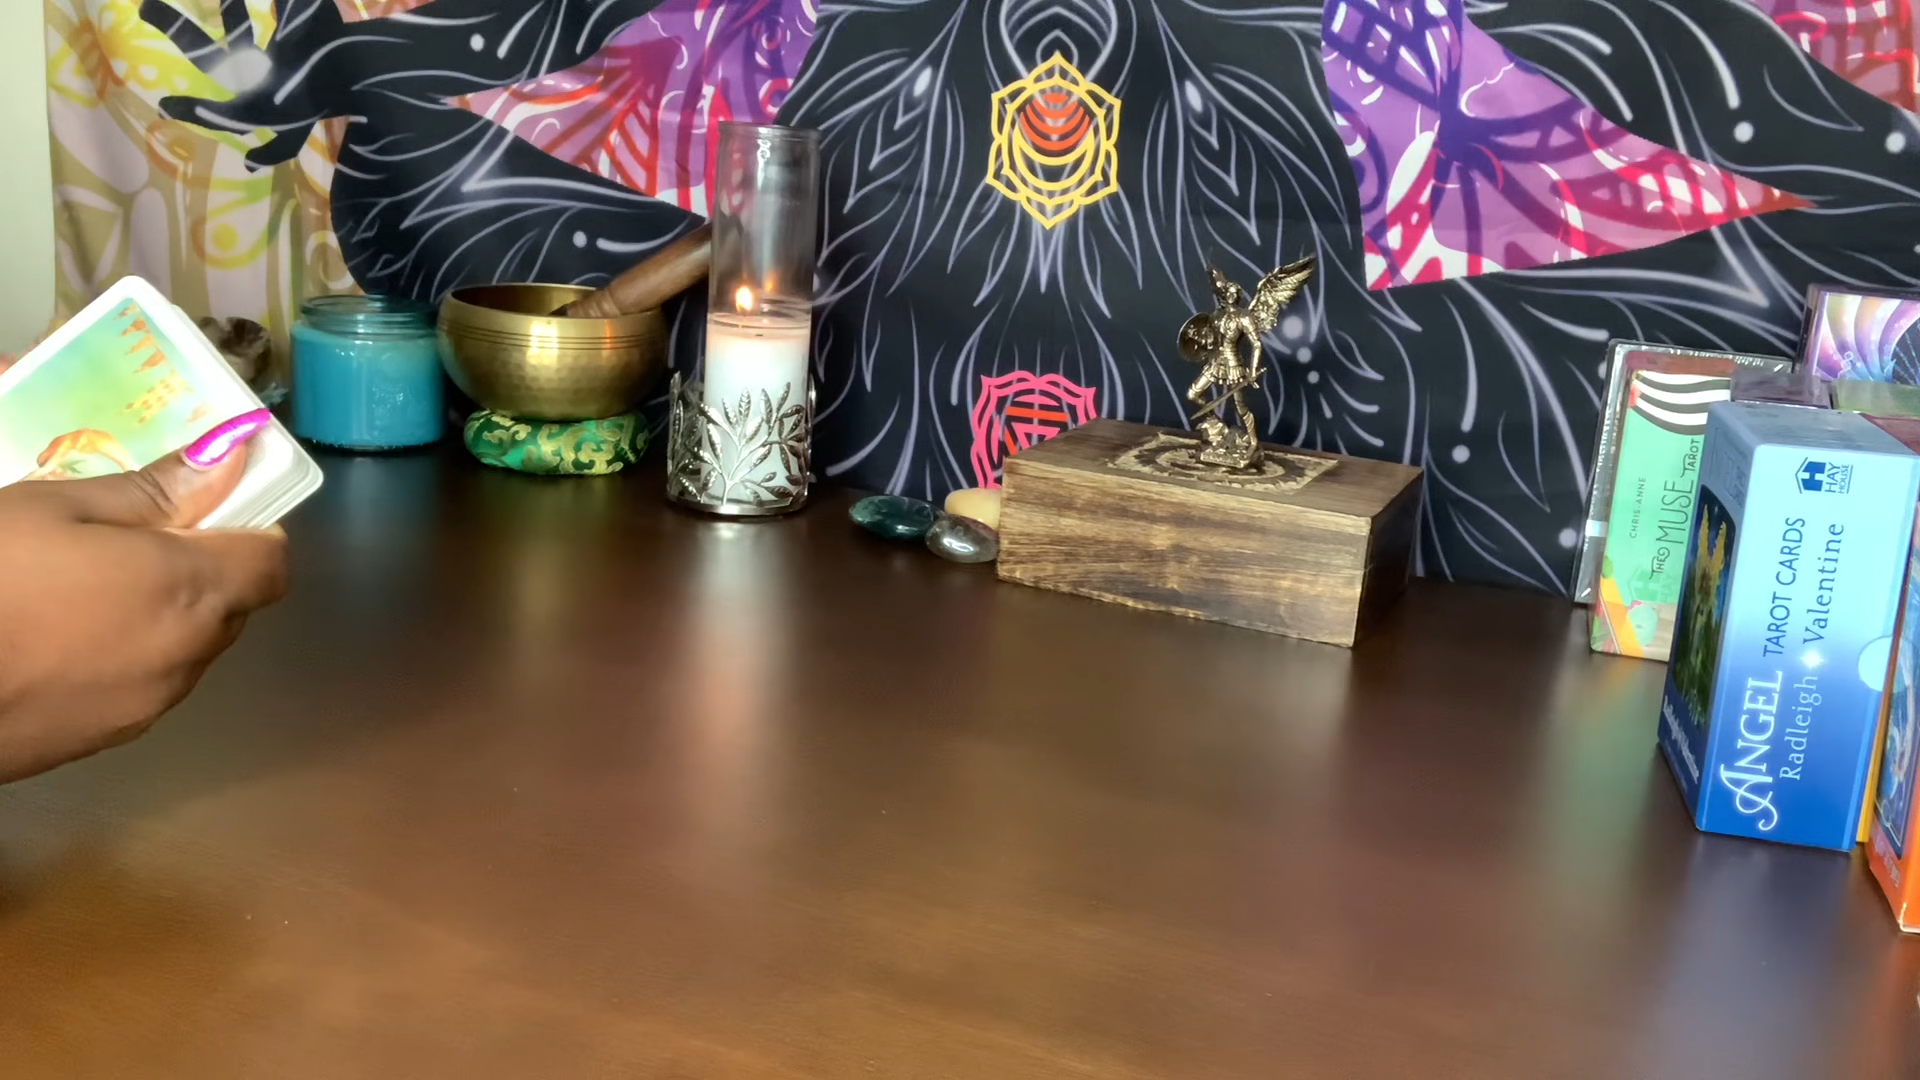 CHRIS-ANNE
THE MUSE TAROT
HAY
HOUSE
ANGEL TAROT CARDS
Radleigh Valentine